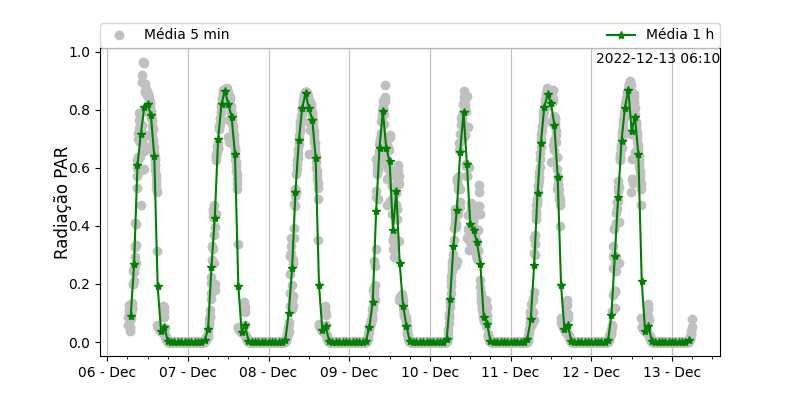 Média 5 min
Média 1 h
2022-12-13 06:10
Radiação PAR
1.0
0.8
0.6
0.4
0.2
0.0
06 - Dec
07 - Dec
08 - Dec
09 - Dec
10 - Dec
11 - Dec
12 - Dec
13 - Dec